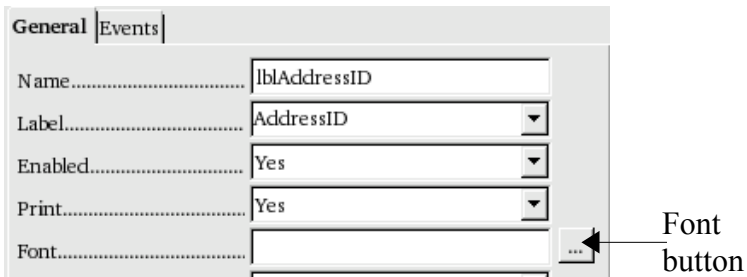 General Events
Name................................ lblAddressID
Label................................. AddressID
Enabled............................ Yes
Print.................................. Yes
Font................................... ...
Font
button